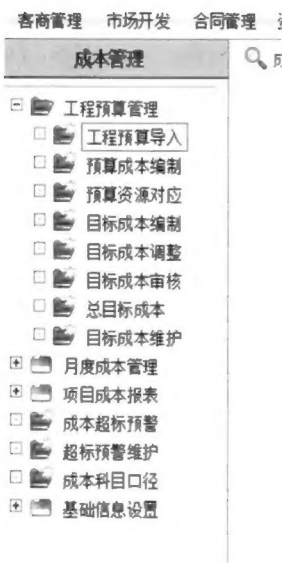 客商管理 市场开发 合同管理
成本管理
工程预算管理
工程预算导入
预算成本编制
预算资源对应
目标成本编制
目标成本调整
目标成本审核
总目标成本
目标成本维护
月度成本管理
项目成本报表
成本超标预警
超标预警维护
成本科目口径
基础信息设置